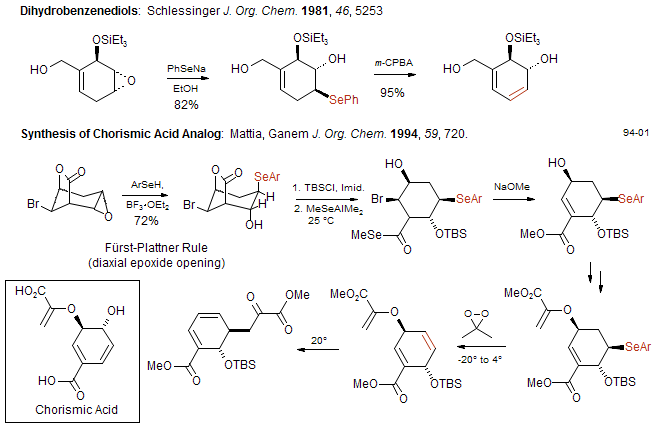 Dihydrobenzenediols: Schlessinger J. Org. Chem. 1981, 46, 5253
OSiEt3
HO
O
PhSeNa
EtOH
82%
OSiEt3
OH
HO
SePh
m-CPBA
95%
OSiEt3
OH
HO
Synthesis of Chorismic Acid Analog: Mattia, Ganem J. Org. Chem. 1994, 59, 720.
94-01
O
O
Br
O
ArSeH,
BF3•OEt2
72%
O
O
SeAr
Br
H
H
OH
1. TBSCl, Imid.
2. MeSeAlMe2
25 °C
HO
Br
SeAr
MeSe
O
OTBS
NaOMe
HO
SeAr
MeO
O
OTBS
Fürst-Plattner Rule
(diaxial epoxide opening)
HO2C
O
OH
HO
O
Chorismic Acid
O
OMe
O
MeO
O
OTBS
20°
MeO2C
O
MeO
O
OTBS
O-O
-20° to 4°
MeO2C
O
SeAr
MeO
O
OTBS